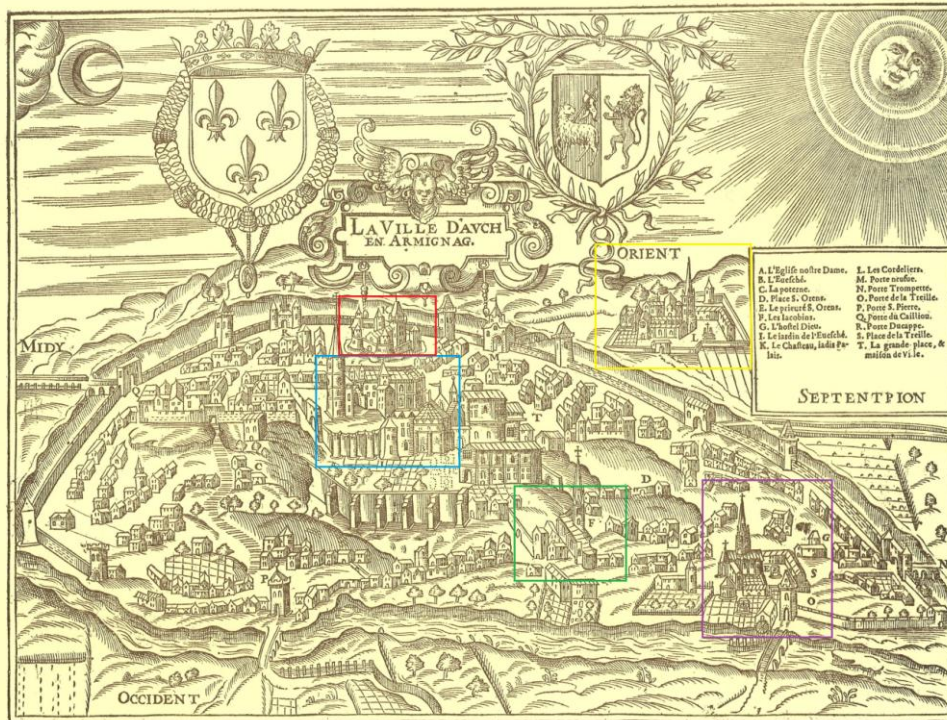 LA VILLE D'AVCH
EN ARMIGNAG.
ORIENT
MIDY
A. L'Eglise nostre Dame.
B. L'Euesché.
C. La poterne.
D. Place S. Orens.
E. Le prieuré S. Orens.
F. Les Iacobins.
G. L'hostel Dieu.
I. Le iardin de l'Euesché.
K. Le Chasteau, iadis Pa-
lais.
L. Les Cordeliers.
M. Porte neufue.
N. Porte Trompette.
O. Porte de la Treille.
P. Porte S. Pierre.
Q. Porte du Caillou.
R. Porte Ducappe.
S. Place de la Treille.
T. La grande place, &
maison de Ville.
SEPTENTPION
L
R
T
C
D
F
Q
N
P
S
O
OCCIDENT